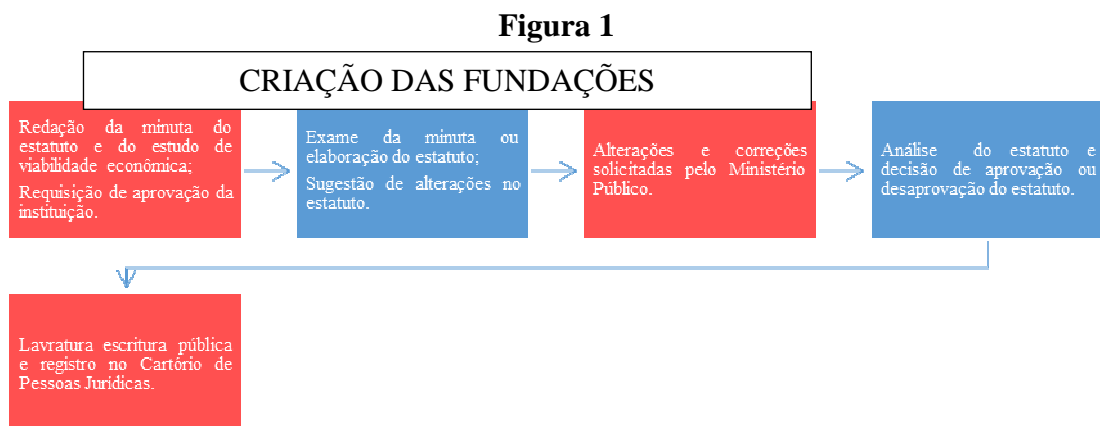 Figura 1
CRIAÇÃO DAS FUNDAÇÕES
Redação da minuta do
estatuto e do estudo de
viabilidade econômica;
Requisição de aprovação da
instituição.
Exame da minuta ou
elaboração do estatuto;
Sugestão de alterações no
estatuto.
Alterações e correções
solicitadas pelo Ministério
Público.
Análise do estatuto e
decisão de aprovação ou
desaprovação do estatuto.
Lavratura escritura pública
e registro no Cartório de
Pessoas Jurídicas.